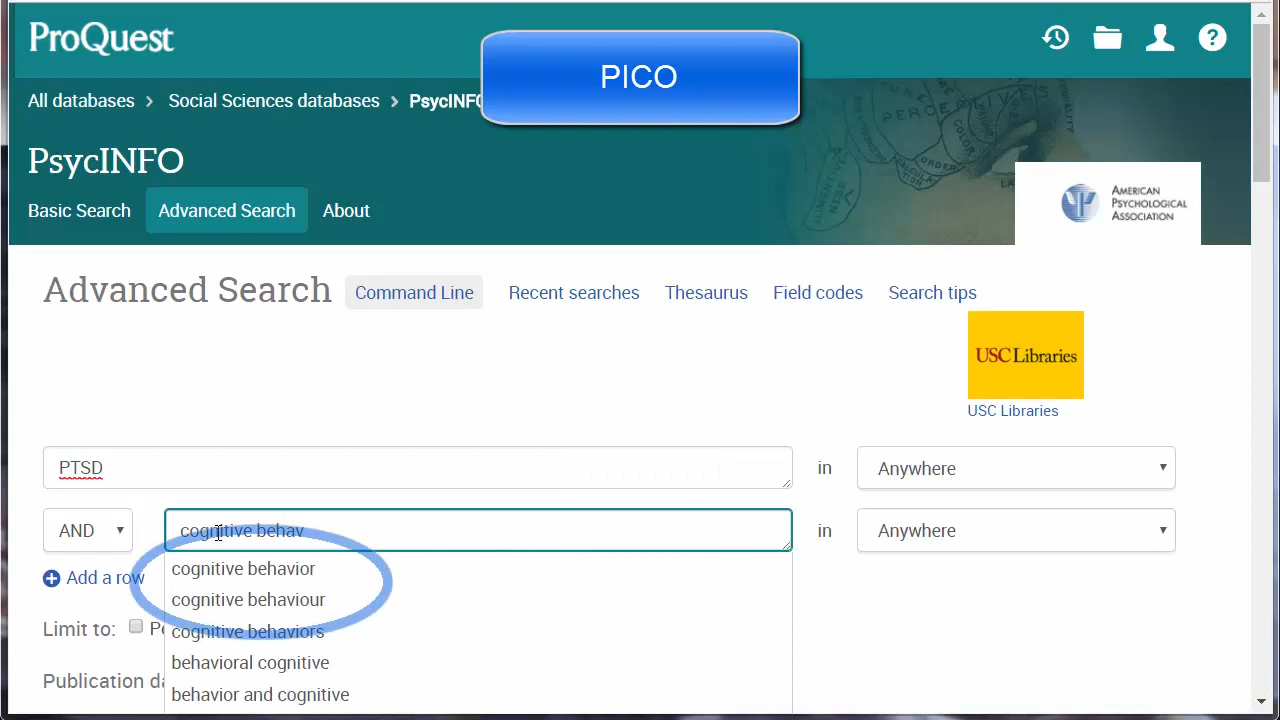 ProQuest
PICO
All databases > Social Sciences databases > PsycINFO
PsycINFO
AMERICAN
PSYCHOLOGICAL
ASSOCIATION
Basic Search Advanced Search About
Advanced Search Command Line Recent searches Thesaurus Field codes Search tips
USC Libraries
USC Libraries
PTSD in Anywhere
AND cognitive behav in Anywhere
cognitive behavior
Add a row
cognitive behaviour
Limit to:
cognitive behaviors
behavioral cognitive
Publication da
behavior and cognitive